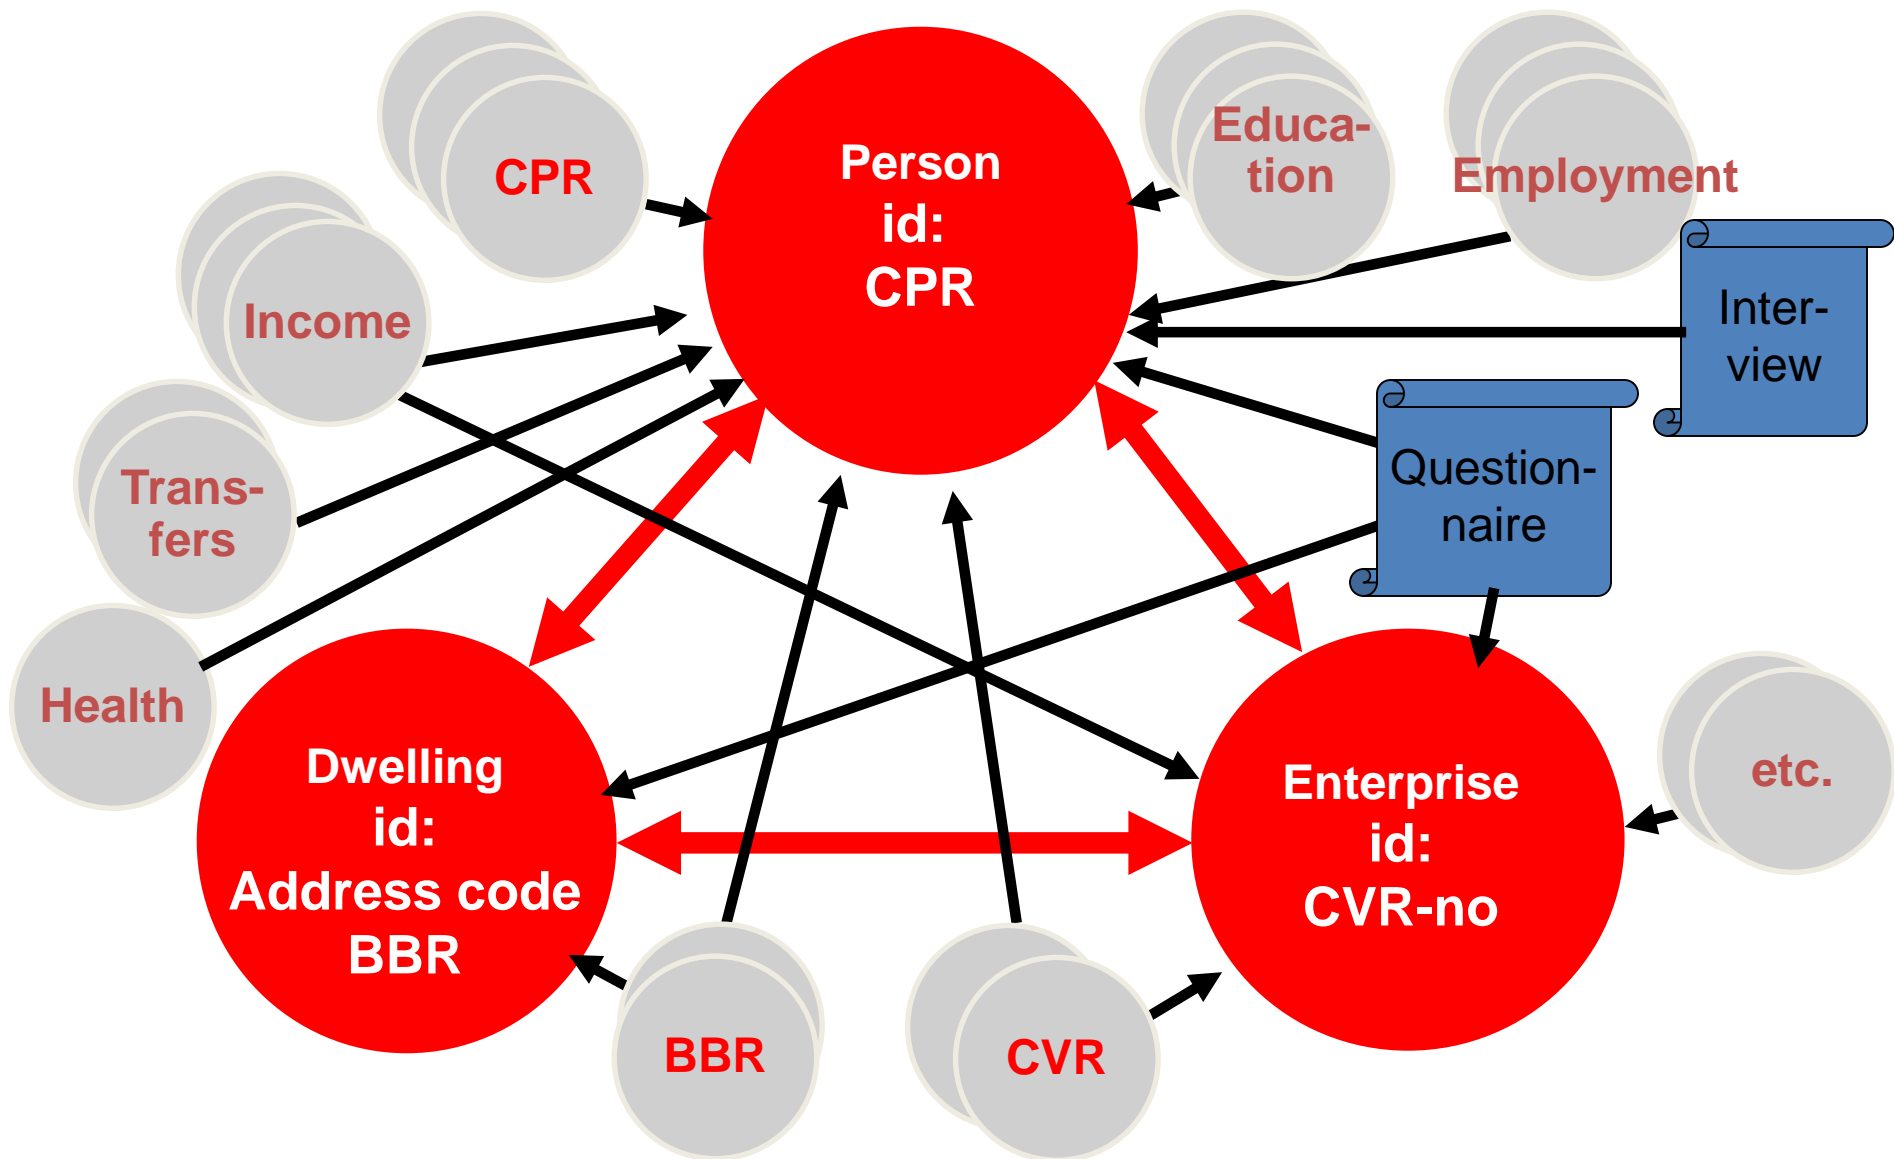 CPR
Person
id:
CPR
Educa-
tion
Employment
Income
Inter-
view
Trans-
fers
Question-
naire
Health
Dwelling
id:
Address code
BBR
Enterprise
id:
CVR-no
etc.
BBR
CVR